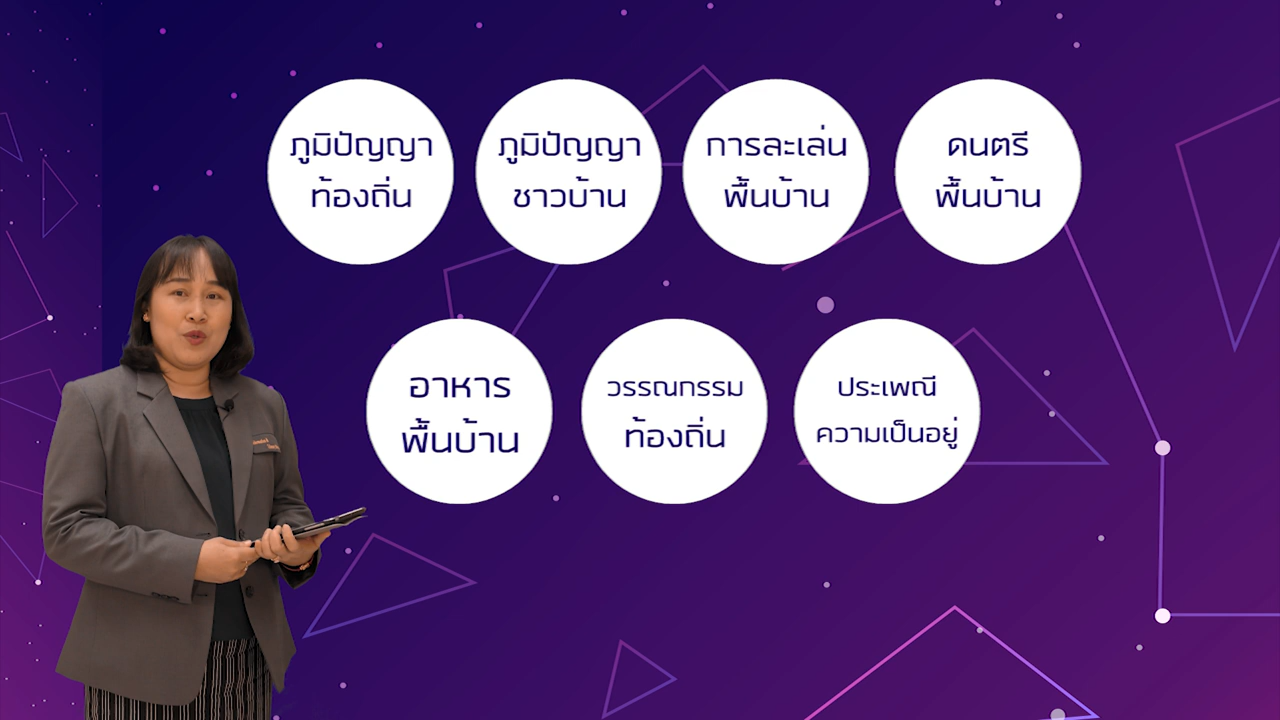 ภูมิปัญญา
ท้องถิ่น
ภูมิปัญญา
ชาวบ้าน
การละเล่น
พื้นบ้าน
ดนตรี
พื้นบ้าน
อาหาร
พื้นบ้าน
วรรณกรรม
ท้องถิ่น
ประเพณี
ความเป็นอยู่